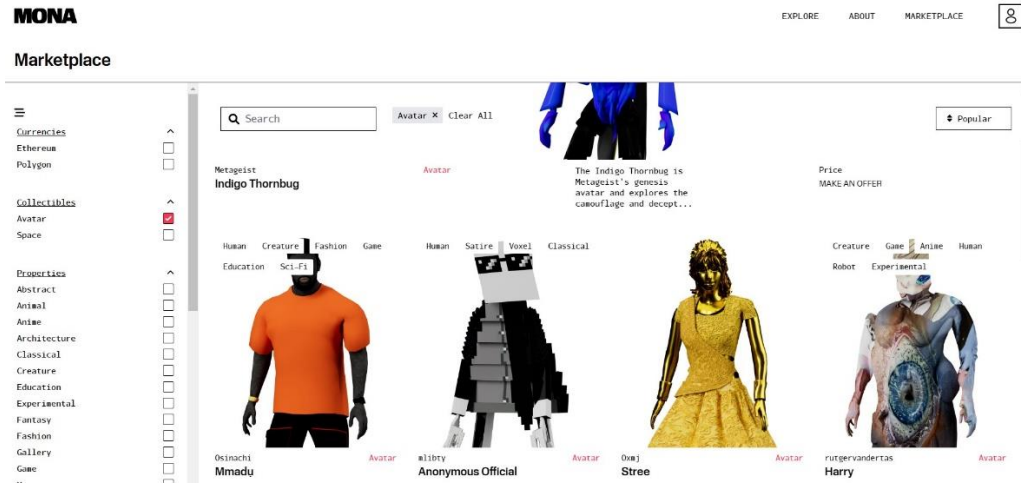 MONA
EXPLORE ABOUT MARKETPLACE
Marketplace
Currencies
Ethereum
Polygon
Collectibles
Avatar
Space
Properties
Abstract
Animal
Anime
Architecture
Classical
Creature
Education
Experimental
Fantasy
Fashion
Gallery
Game
Search
Avatar × Clear All
Popular
Metageist
Avatar
Indigo Thornbug
The Indigo Thornbug is
Metageist's genesis
avatar and explores the
camouflage and decept...
Price
MAKE AN OFFER
Human Creature Fashion Game
Education Sci-Fi
Osinachi Avatar
Mmadụ
Human Satire Voxel Classical
mlibty Avatar
Anonymous Official
Oxmj Avatar
Stree
Creature Game Anime Human
Robot Experimental
rutgervandertas Avatar
Harry